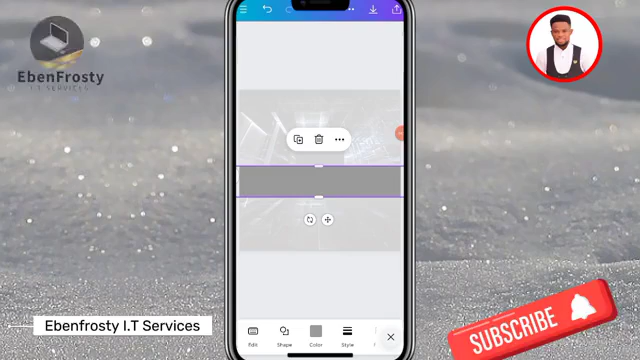 EbenFrosty
I.T SERVICES
Ebenfrosty I.T Services
Edit
Shape
Color
Style
SUBSCRIBE